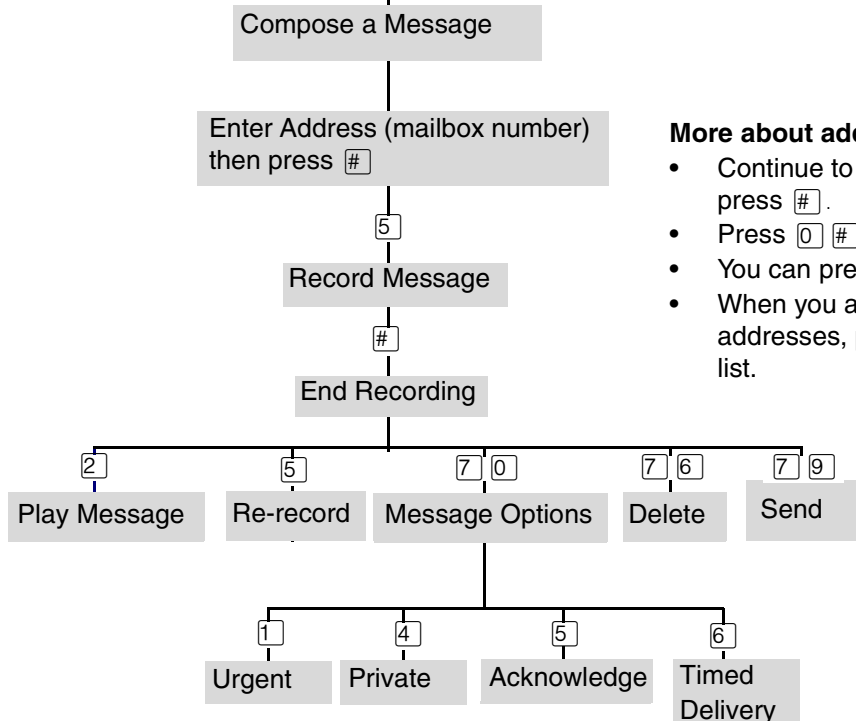 Compose a Message
Enter Address (mailbox number)
then press #
5
Record Message
#
End Recording
2
5
7 0
7 6
7 9
Play Message
Re-record
Message Options
Delete
Send
1
4
5
6
Urgent
Private
Acknowledge
Timed
Delivery
More about
• Continue to
press # .
• Press 0 #
• You can
• When you
addresses,
list.